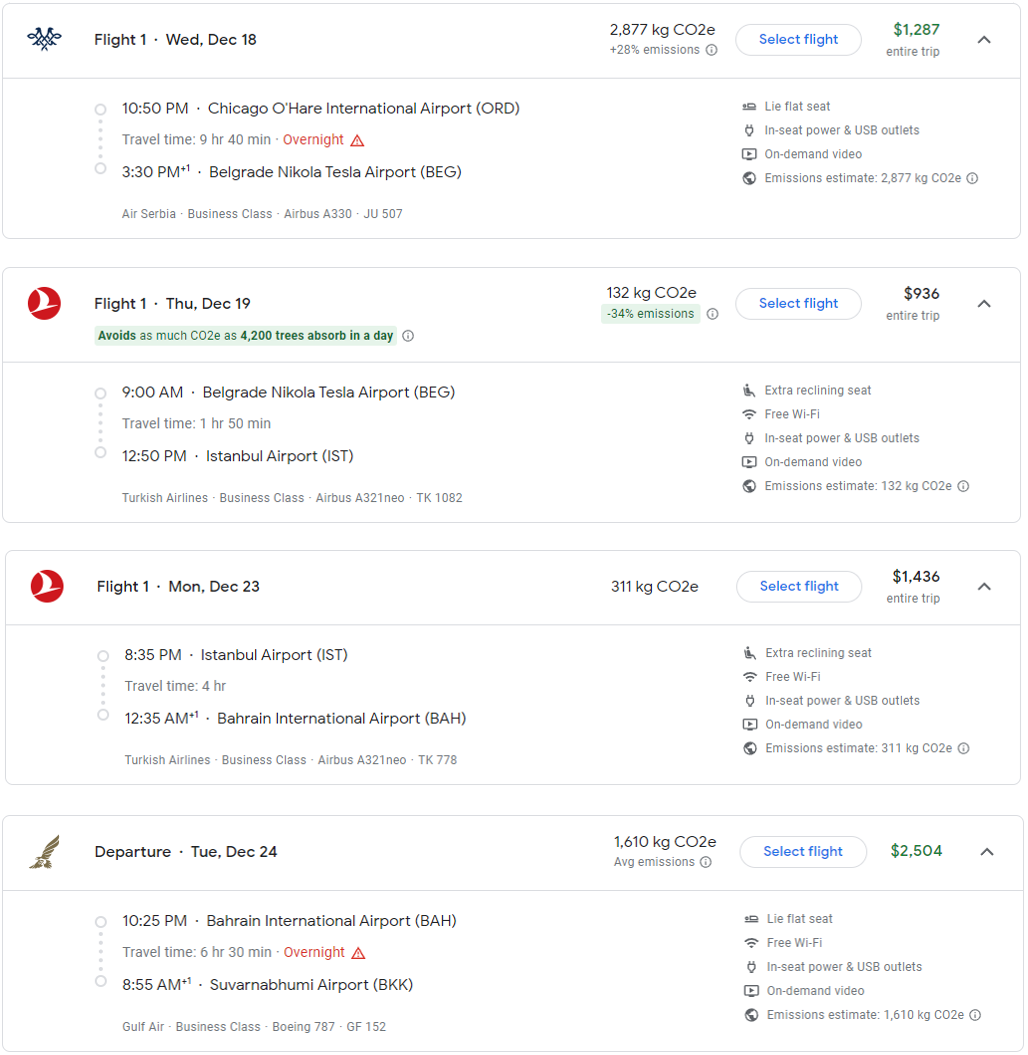 Flight 1 · Wed, Dec 18
2,877 kg CO2e
+28% emissions
Select flight
$1,287
entire trip
10:50 PM · Chicago O'Hare International Airport (ORD)
Travel time: 9 hr 40 min · Overnight
3:30 PM+1 · Belgrade Nikola Tesla Airport (BEG)
Air Serbia · Business Class · Airbus A330 · JU 507
Lie flat seat
In-seat power & USB outlets
On-demand video
Emissions estimate: 2,877 kg CO2e
Flight 1 · Thu, Dec 19
Avoids as much CO2e as 4,200 trees absorb in a day
132 kg CO2e
-34% emissions
Select flight
$936
entire trip
9:00 AM · Belgrade Nikola Tesla Airport (BEG)
Travel time: 1 hr 50 min
12:50 PM · Istanbul Airport (IST)
Turkish Airlines · Business Class · Airbus A321neo · TK 1082
Extra reclining seat
Free Wi-Fi
In-seat power & USB outlets
On-demand video
Emissions estimate: 132 kg CO2e
Flight 1 · Mon, Dec 23
311 kg CO2e
Select flight
$1,436
entire trip
8:35 PM · Istanbul Airport (IST)
Travel time: 4 hr
12:35 AM+1 · Bahrain International Airport (BAH)
Turkish Airlines · Business Class · Airbus A321neo · TK 778
Extra reclining seat
Free Wi-Fi
In-seat power & USB outlets
On-demand video
Emissions estimate: 311 kg CO2e
Departure · Tue, Dec 24
1,610 kg CO2e
Avg emissions
Select flight
$2,504
10:25 PM · Bahrain International Airport (BAH)
Travel time: 6 hr 30 min · Overnight
8:55 AM+1 · Suvarnabhumi Airport (BKK)
Gulf Air · Business Class · Boeing 787 · GF 152
Lie flat seat
Free Wi-Fi
In-seat power & USB outlets
On-demand video
Emissions estimate: 1,610 kg CO2e